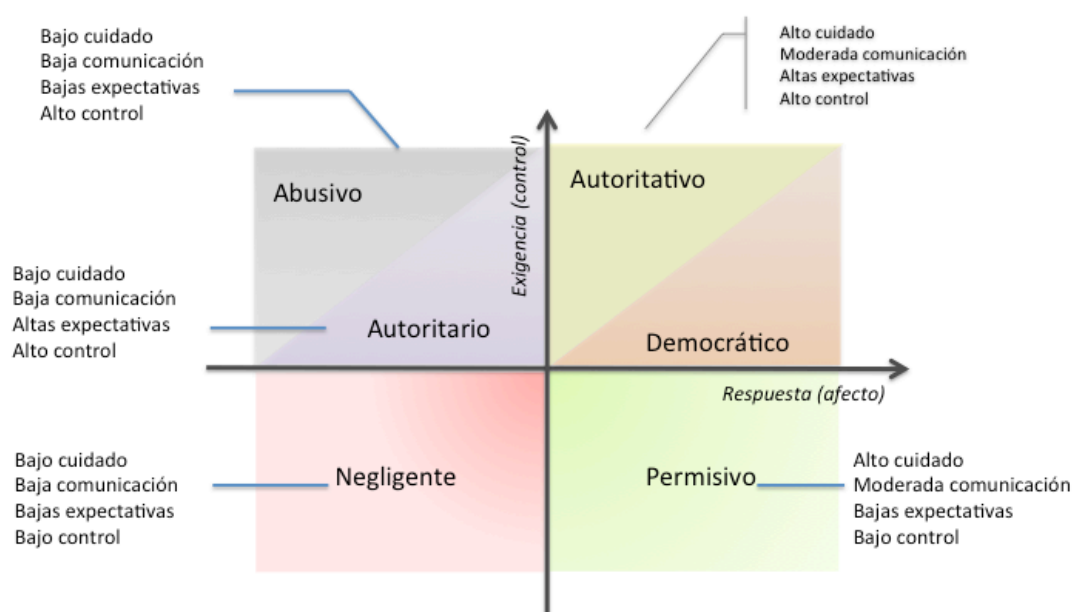 Bajo cuidado
Baja comunicación
Bajas expectativas
Alto control
Alto cuidado
Moderada comunicación
Altas expectativas
Alto control
Exigencia (control)
Abusivo
Autoritativo
Bajo cuidado
Baja comunicación
Altas expectativas
Alto control
Autoritario
Democrático
Respuesta (afecto)
Bajo cuidado
Baja comunicación
Bajas expectativas
Bajo control
Negligente
Permisivo
Alto cuidado
Moderada comunicación
Bajas expectativas
Bajo control